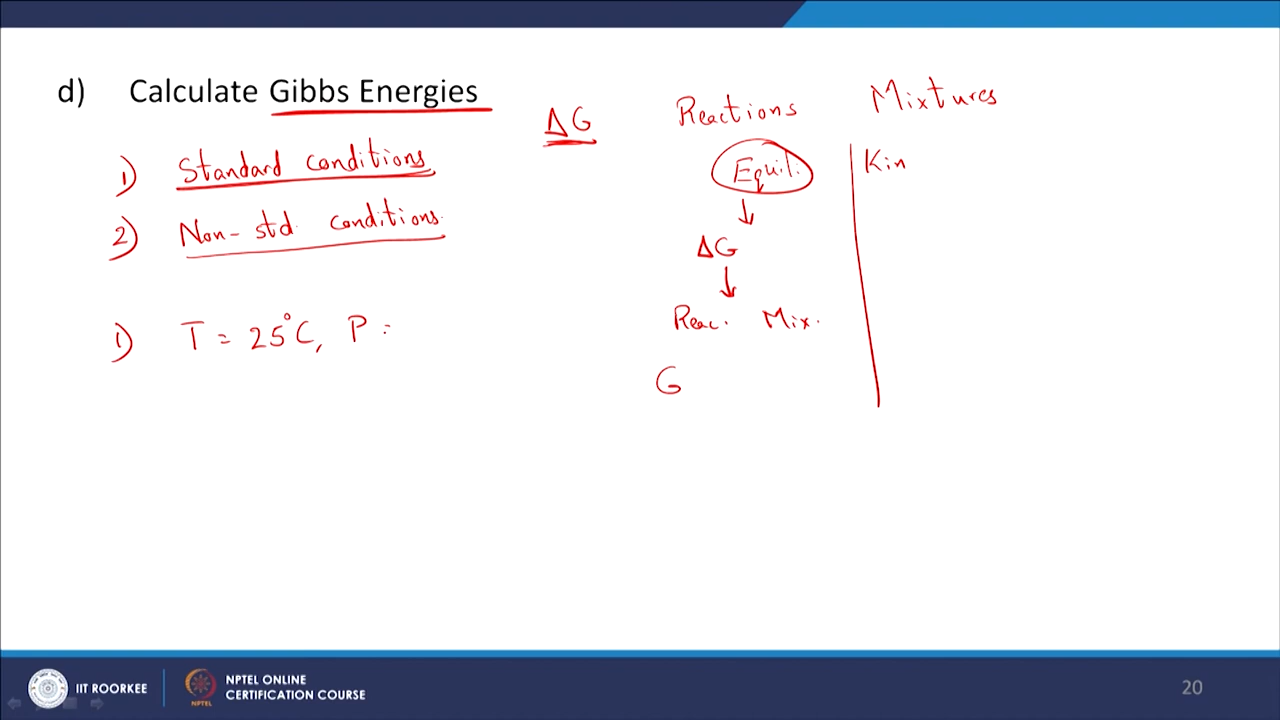 d) Calculate Gibbs Energies
ΔG
Reactions
Mixtures
1) Standard conditions
2) Non-std. conditions.
Equil.
Kin
ΔG
Reac. Mix.
G
1) T = 25°C, P =
IIT ROORKEE
NPTEL ONLINE
CERTIFICATION COURSE
NPTEL
20